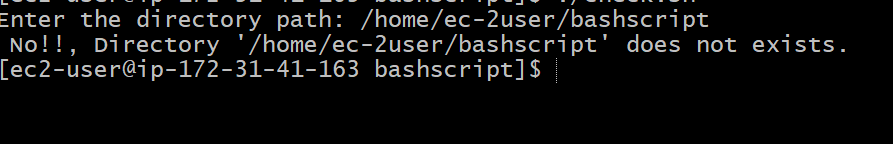 Enter the directory path: /home/ec-2user/bashscript
No!!, Directory '/home/ec-2user/bashscript' does not exists.
[ec2-user@ip-172-31-41-163 bashscript]$